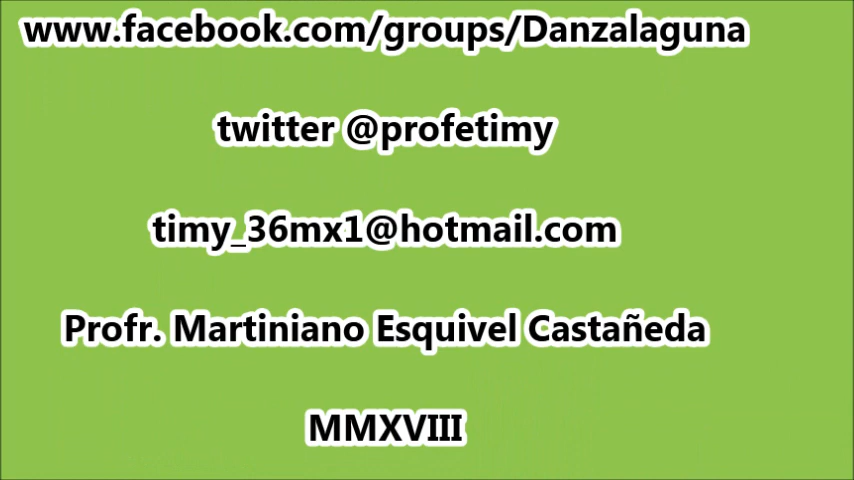 www.facebook.com/groups/Danzalaguna
twitter @profetimy
timy_36mx1@hotmail.com
Profr. Martiniano Esquivel Castañeda
MMXVIII